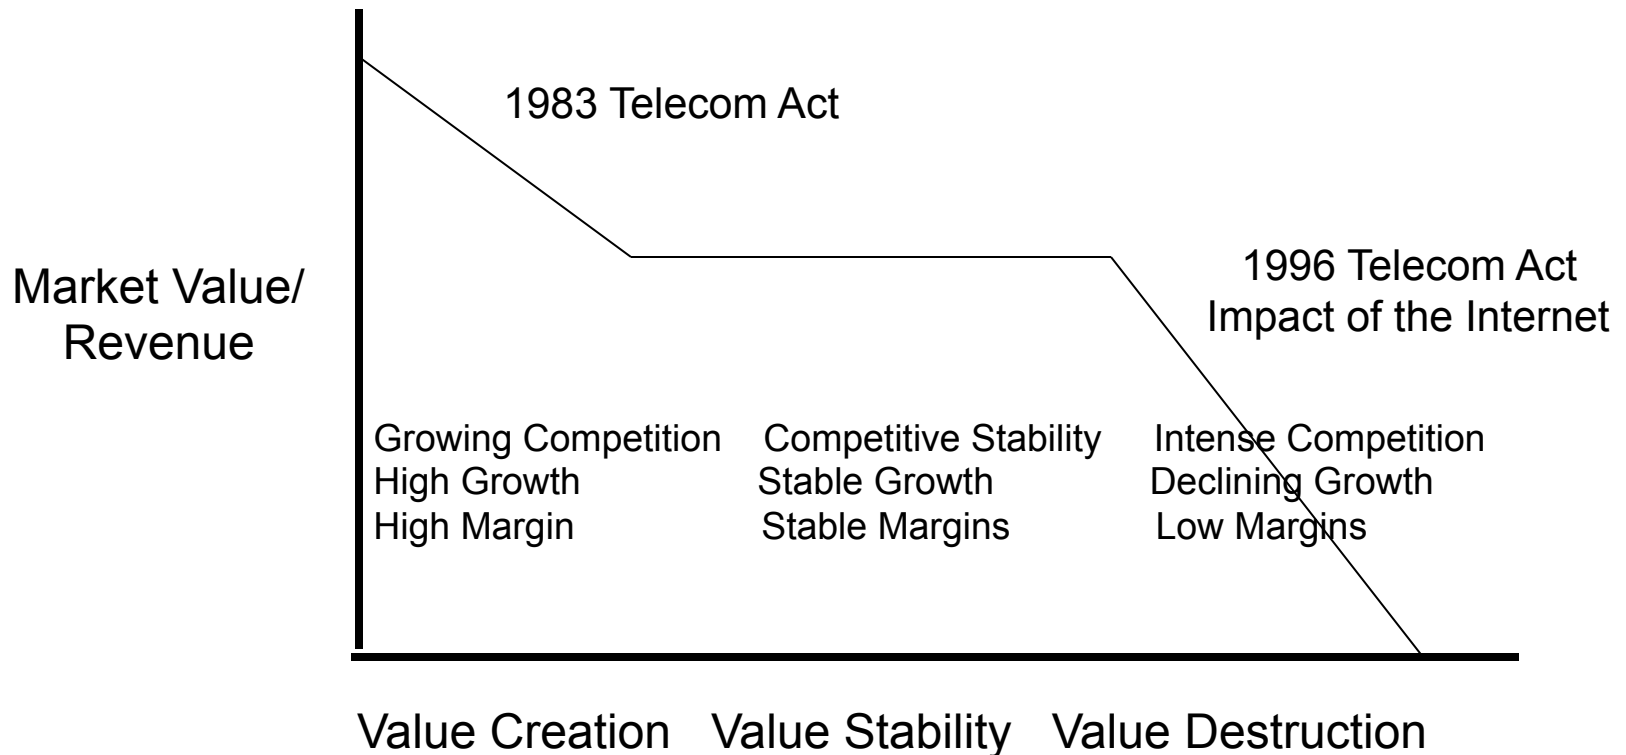 1983 Telecom Act
Market Value/
Revenue
1996 Telecom Act
Impact of the Internet
Growing Competition
High Growth
High Margin
Competitive Stability
Stable Growth
Stable Margins
Intense Competition
Declining Growth
Low Margins
Value Creation
Value Stability
Value Destruction